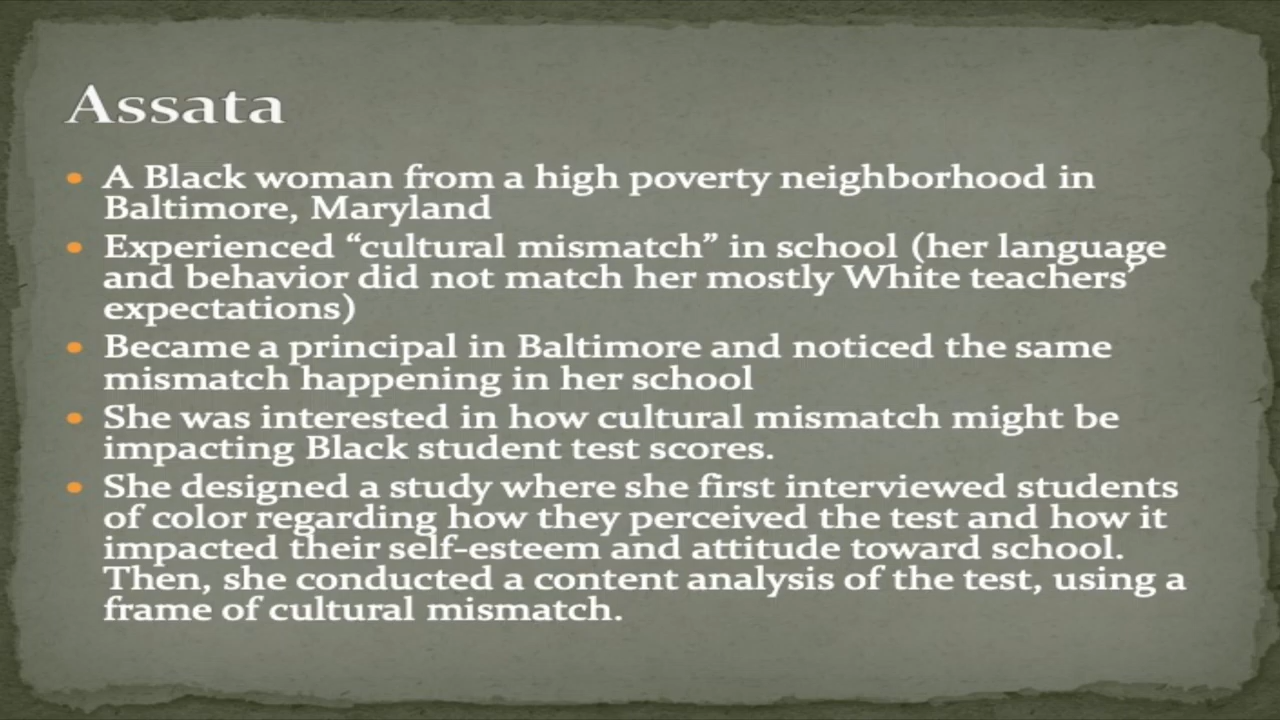 Assata
• A Black woman from a high poverty neighborhood in
Baltimore, Maryland
• Experienced “cultural mismatch” in school (her language
and behavior did not match her mostly White teachers’
expectations)
• Became a principal in Baltimore and noticed the same
mismatch happening in her school
• She was interested in how cultural mismatch might be
impacting Black student test scores.
• She designed a study where she first interviewed students
of color regarding how they perceived the test and how it
impacted their self-esteem and attitude toward school.
Then, she conducted a content analysis of the test, using a
frame of cultural mismatch.